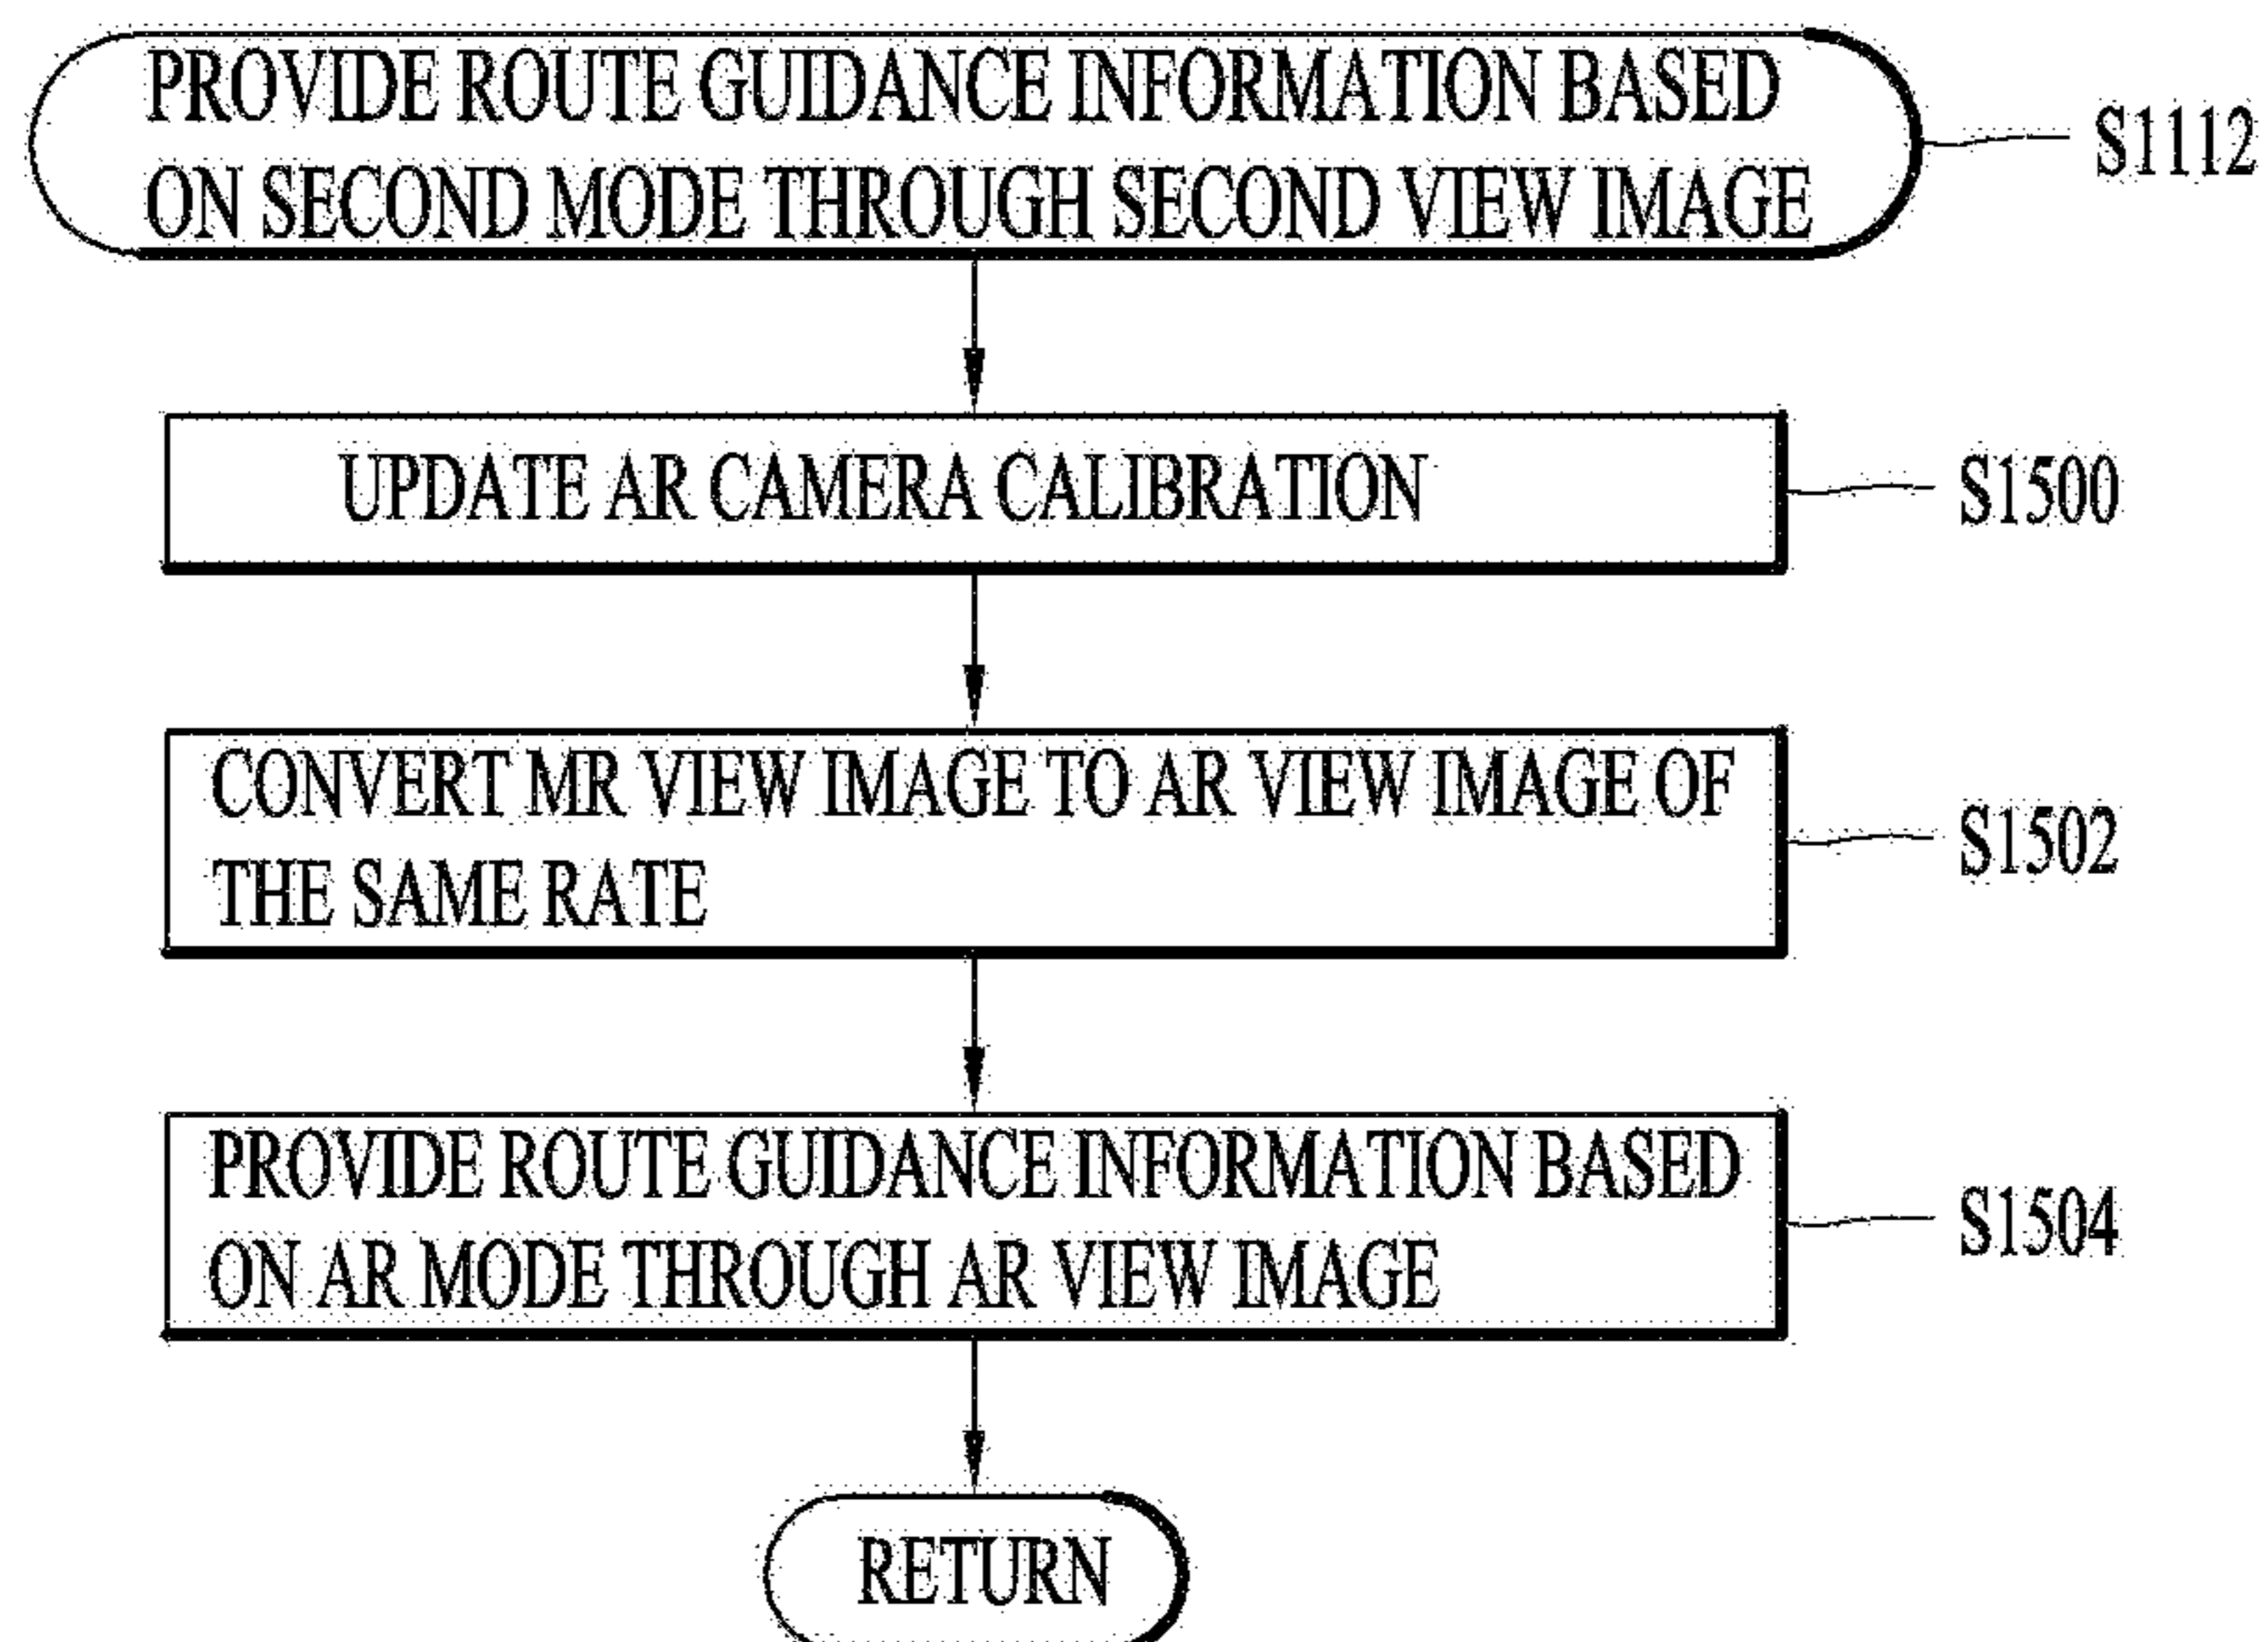 PROVIDE ROUTE GUIDANCE INFORMATION BASED
ON SECOND MODE THROUGH SECOND VIEW IMAGE
S1112
UPDATE AR CAMERA CALIBRATION
S1500
CONVERT MR VIEW IMAGE TO AR VIEW IMAGE OF
THE SAME RATE
S1502
PROVIDE ROUTE GUIDANCE INFORMATION BASED
ON AR MODE THROUGH AR VIEW IMAGE
S1504
RETURN